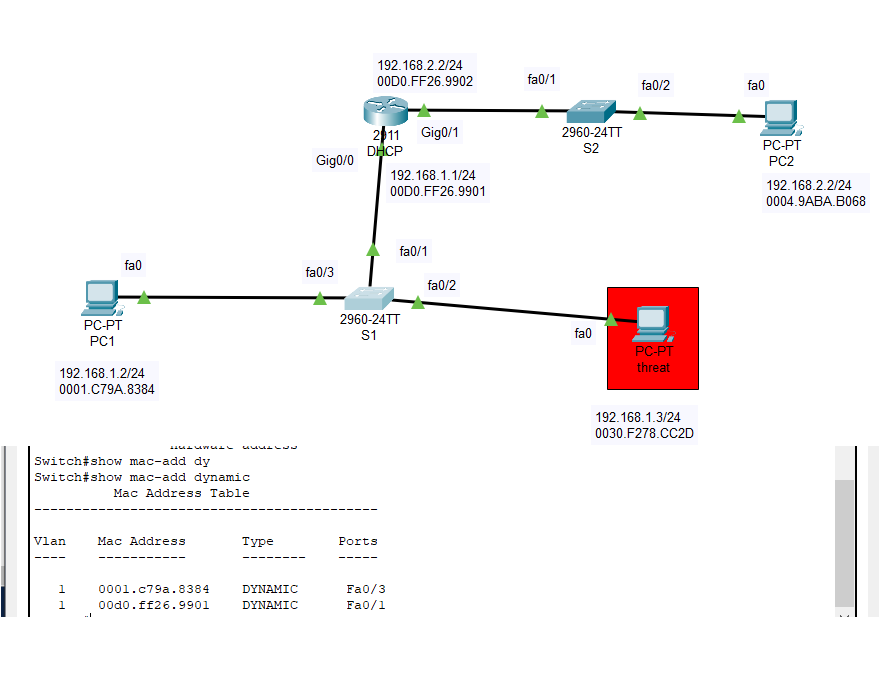 192.168.2.2/24
00D0.FF26.9902
fa0/1
fa0/2
fa0
2911
DHCP
Gig0/1
2960-24TT
S2
PC-PT
PC2
Gig0/0
192.168.1.1/24
00D0.FF26.9901
192.168.2.2/24
0004.9ABA.B068
fa0
fa0/3
fa0/1
fa0/2
PC-PT
PC1
2960-24TT
S1
fa0
PC-PT
threat
192.168.1.2/24
0001.C79A.8384
192.168.1.3/24
0030.F278.CC2D
Hardware address
Switch#show mac-add dy
Switch#show mac-add dynamic
Mac Address Table
-------------------------------------------
Vlan Mac Address Type Ports
---- ----------- -------- -----
1 0001.c79a.8384 DYNAMIC Fa0/3
1 00d0.ff26.9901 DYNAMIC Fa0/1